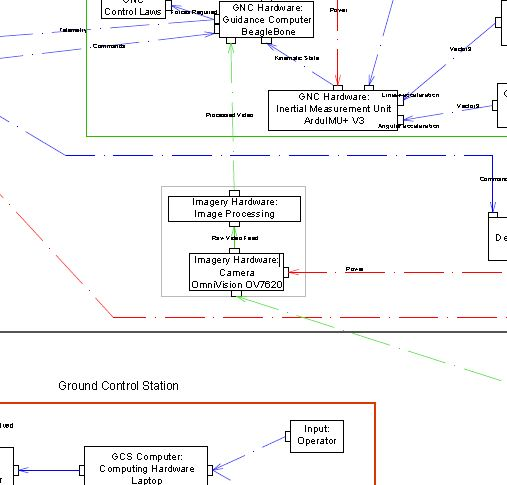 GNC
Control Laws
Forces Required
GNC Hardware:
Guidance Computer
BeagleBone
Power
Telemetry
Commands
Kinematic State
Vector3
GNC Hardware:
Inertial Measurement Unit
ArduIMU+ V3
Linear Acceleration
Vector3
Angular Acceleration
Processed Video
Command
Imagery Hardware:
Image Processing
Raw Video Feed
De
Imagery Hardware:
Camera
OmniVision OV7620
Power
Ground Control Station
Input:
Operator
GCS Computer:
Computing Hardware
Laptop